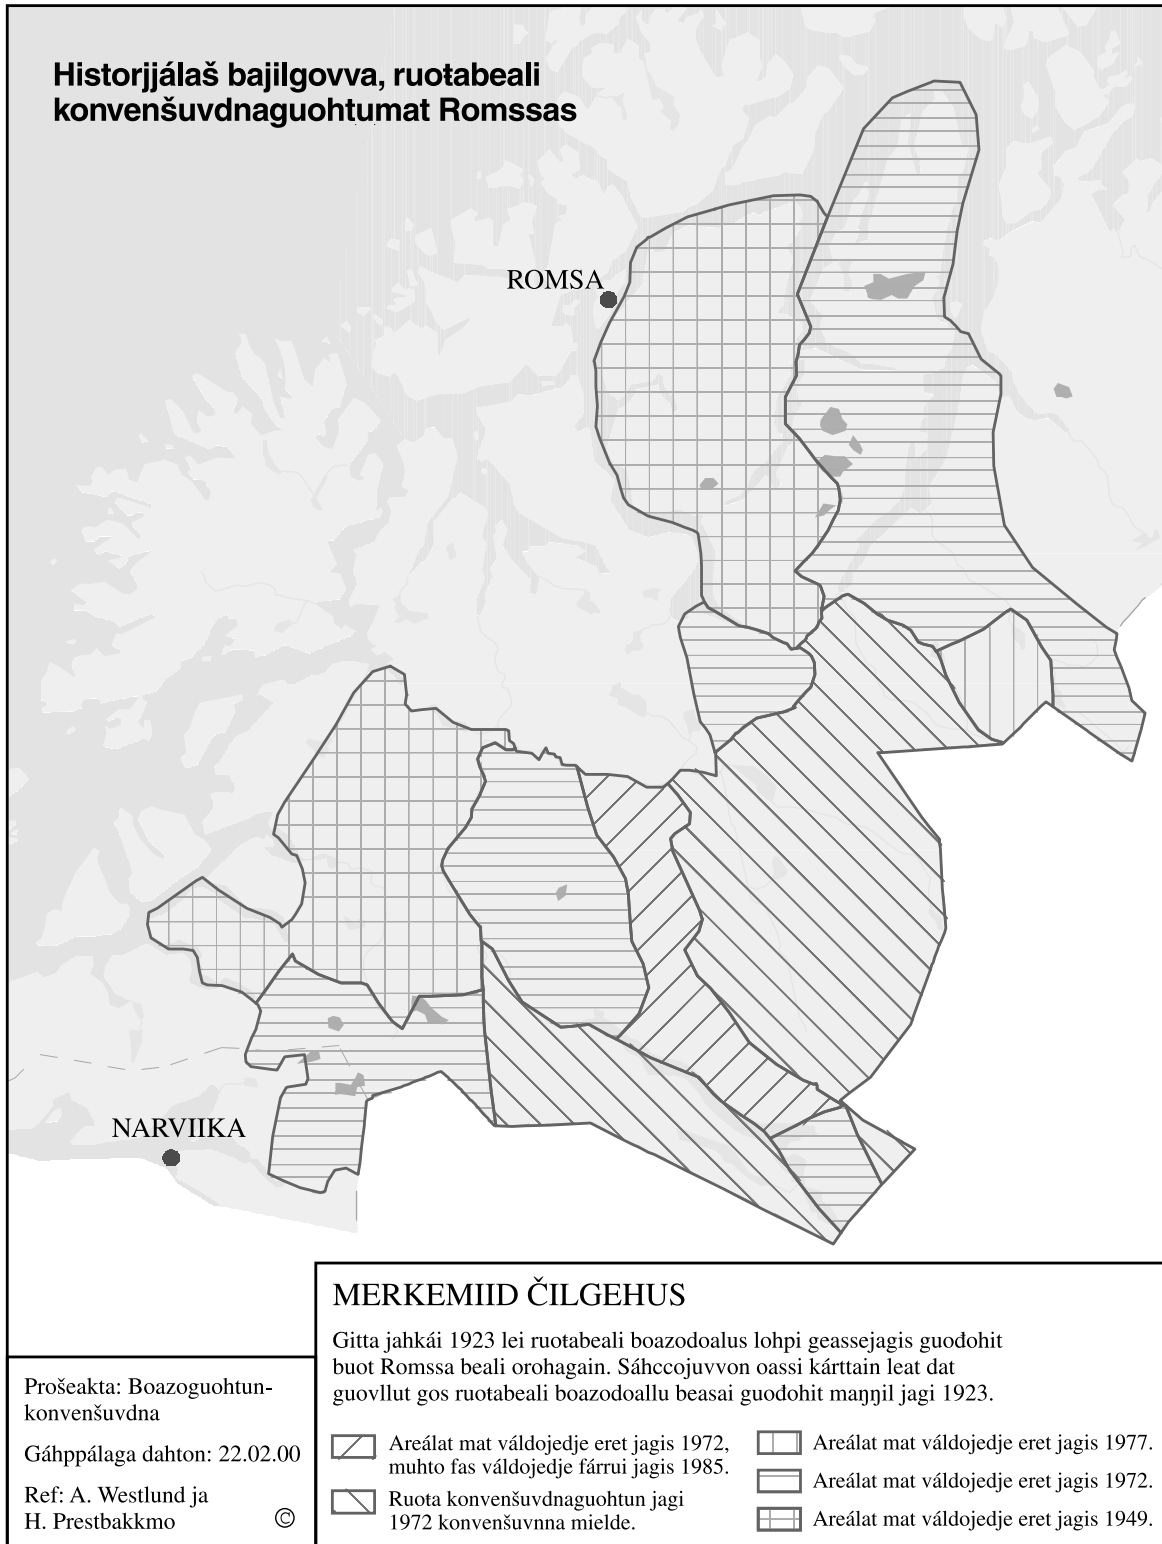 Historjjálaš bajilgovva, ruoŧabeali
konvenšuvdnaguohtumat Romssas
ROMSA
NARVIIKA
MERKEMIID ČILGEHUS
Gitta jahkái 1923 lei ruoŧabeali boazodoalus lohpi geassejagis guođohit
buot Romssa beali orohagain. Sáhccojuvvon oassi kárttain leat dat
guovllut gos ruoŧabeali boazodoallu beasai guođohit maŋŋil jagi 1923.
Areálat mat váldojedje eret jagis 1972,
muhto fas váldojedje fárrui jagis 1985.
Ruoŧa konvenšuvdnaguohtun jagi
1972 konvenšuvnna mielde.
Areálat mat váldojedje eret jagis 1977.
Areálat mat váldojedje eret jagis 1972.
Areálat mat váldojedje eret jagis 1949.
Prošeakta: Boazoguohtun-
konvenšuvdna
Gáhppálaga dahton: 22.02.00
Ref: A. Westlund ja
H. Prestbakkmo ©